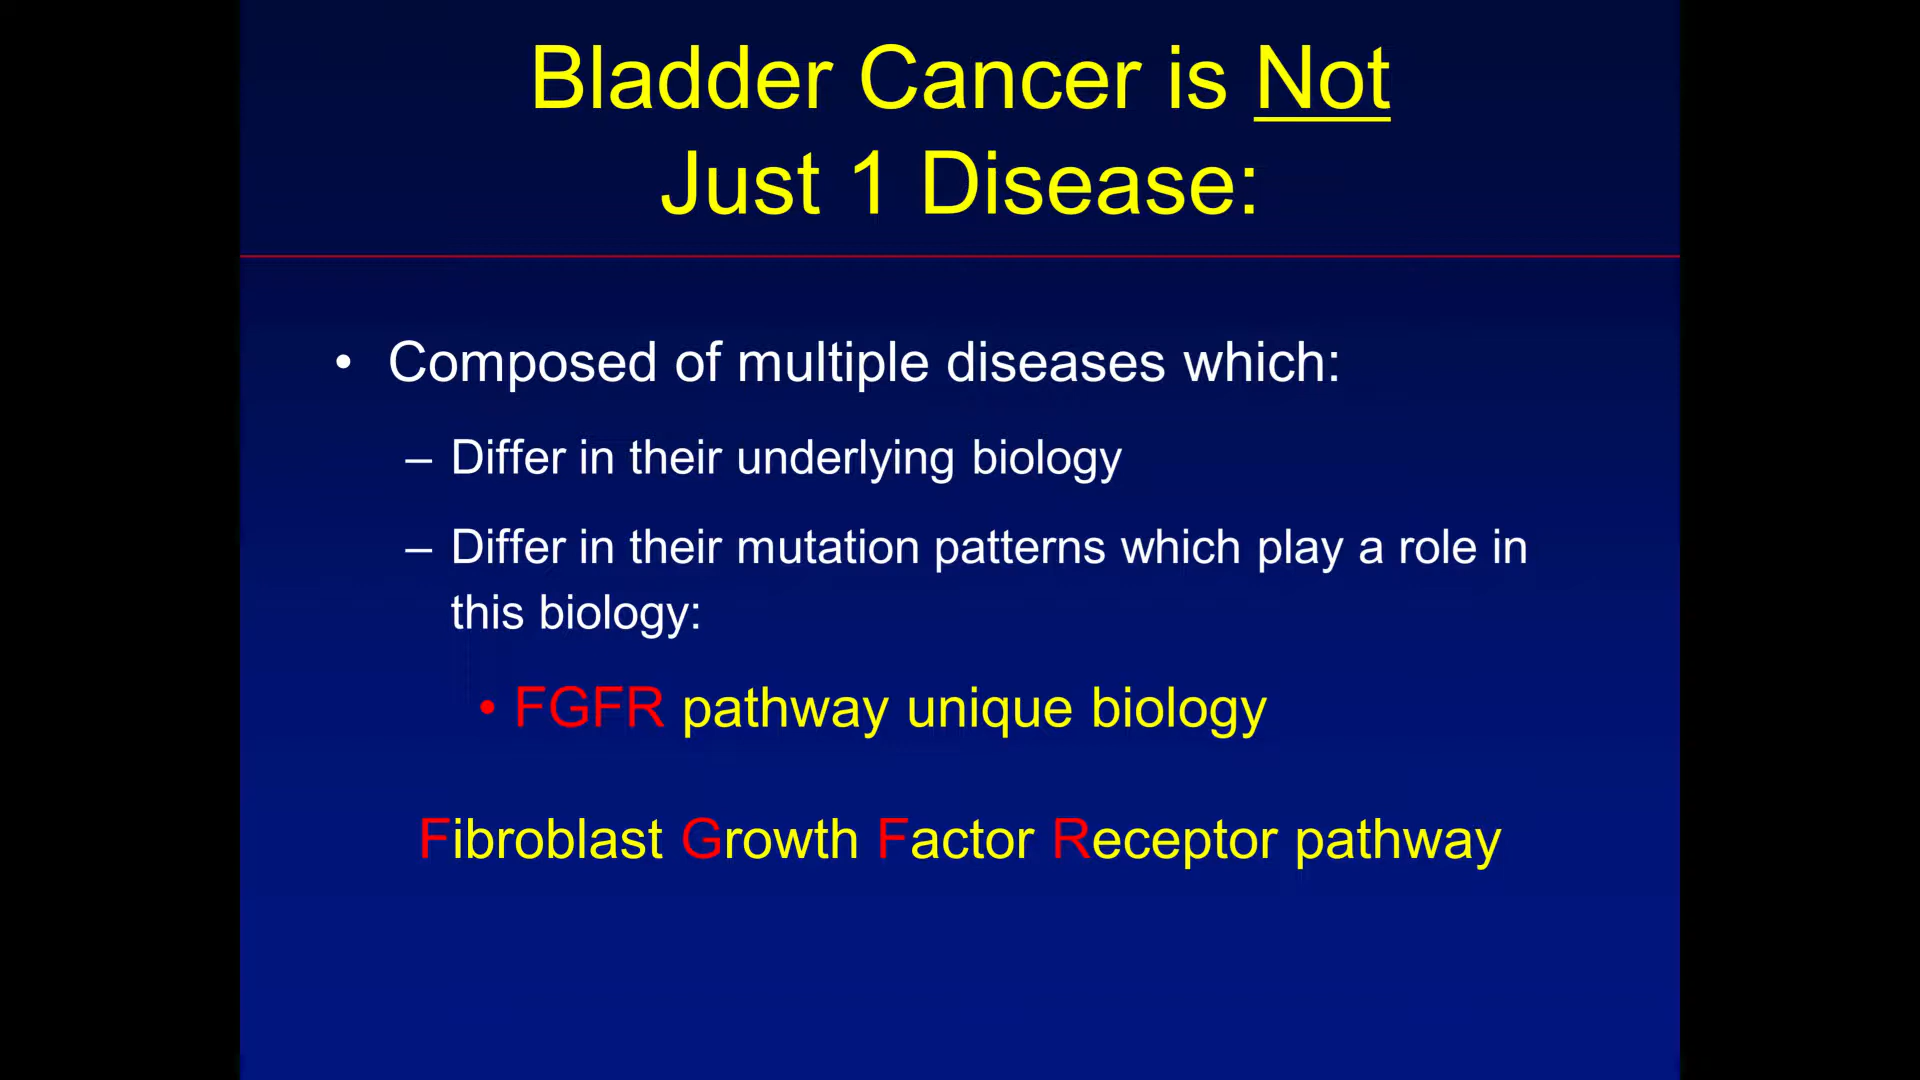 Bladder Cancer is Not
Just 1 Disease:
• Composed of multiple diseases which:
– Differ in their underlying biology
– Differ in their mutation patterns which play a role in
this biology:
• FGFR pathway unique biology
Fibroblast Growth Factor Receptor pathway